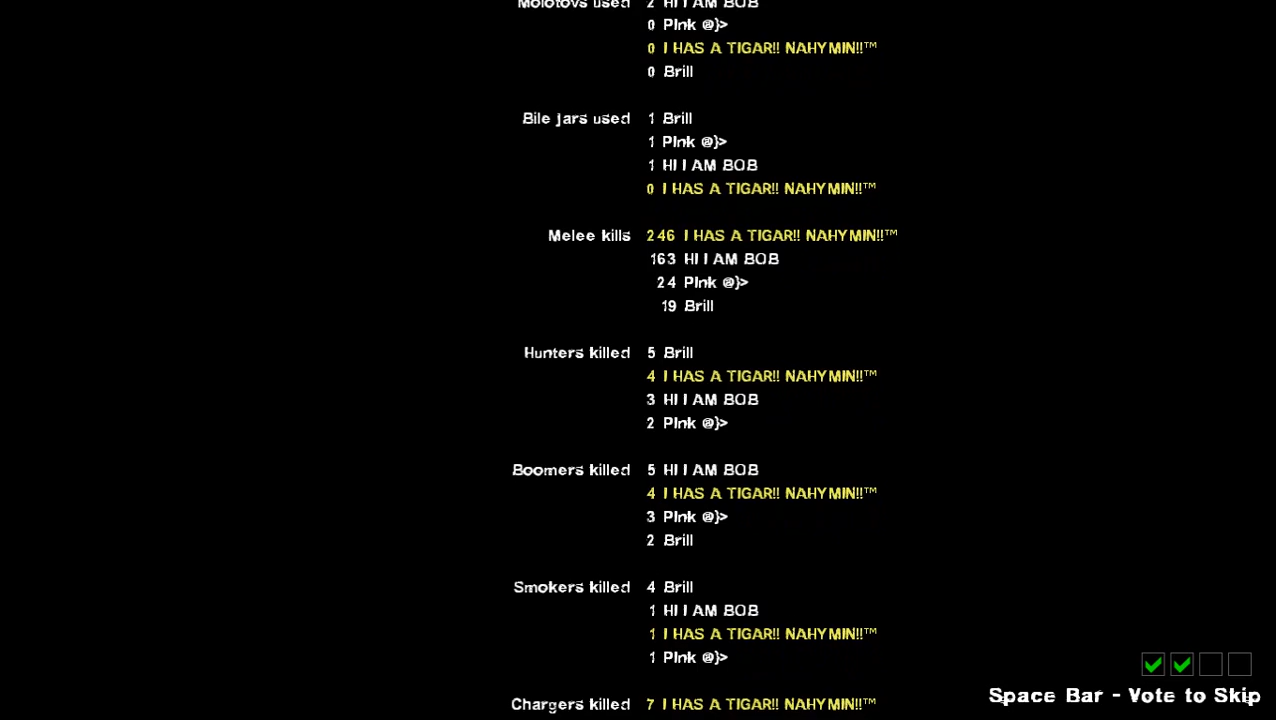 Molotovs used 2 HI I AM BOB
0 PInk @}>
0 I HAS A TIGAR!! NAHYMIN!!™
0 Brill
Bile jars used 1 Brill
1 PInk @}>
1 HI I AM BOB
0 I HAS A TIGAR!! NAHYMIN!!™
Melee kills 246 I HAS A TIGAR!! NAHYMIN!!™
163 HI I AM BOB
24 PInk @}>
19 Brill
Hunters killed 5 Brill
4 I HAS A TIGAR!! NAHYMIN!!™
3 HI I AM BOB
2 PInk @}>
Boomers killed 5 HI I AM BOB
4 I HAS A TIGAR!! NAHYMIN!!™
3 PInk @}>
2 Brill
Smokers killed 4 Brill
1 HI I AM BOB
1 I HAS A TIGAR!! NAHYMIN!!™
1 PInk @}>
Chargers killed 7 I HAS A TIGAR!! NAHYMIN!!™
Space Bar - Vote to Skip